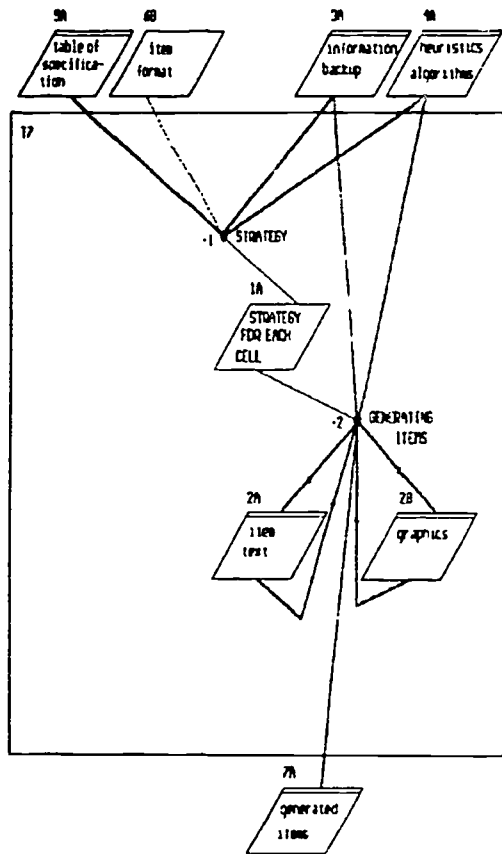 5A
6B
3A
4A
table of
specifica-
tion
item
format
information
backup
heuristics
algorithms
T7
-1 STRATEGY
1A
STRATEGY
FOR EACH
CELL
-2 GENERATING
ITEMS
2A
2B
item
text
graphics
7A
generated
items